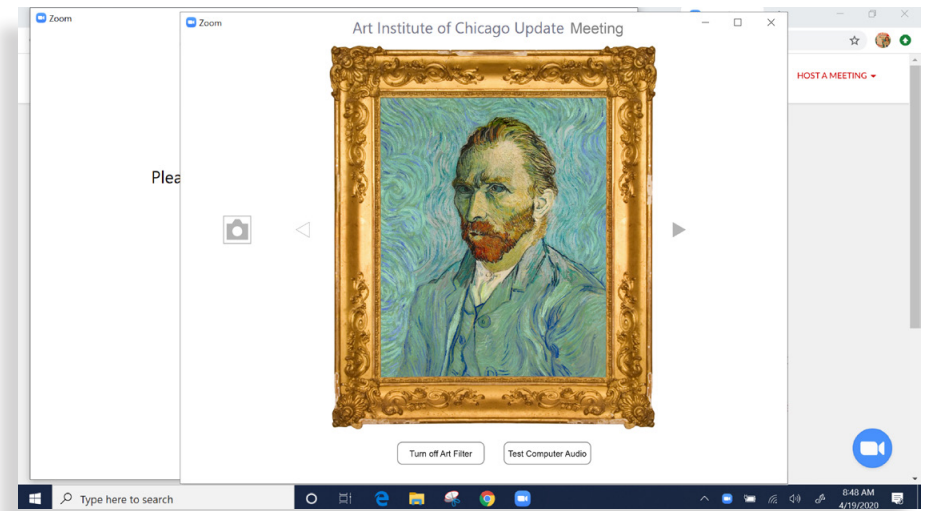 Zoom
Zoom
Art Institute of Chicago Update Meeting
HOST A MEETING
Plea
Turn off Art Filter
Test Computer Audio
Type here to search
8:48 AM
4/19/2020